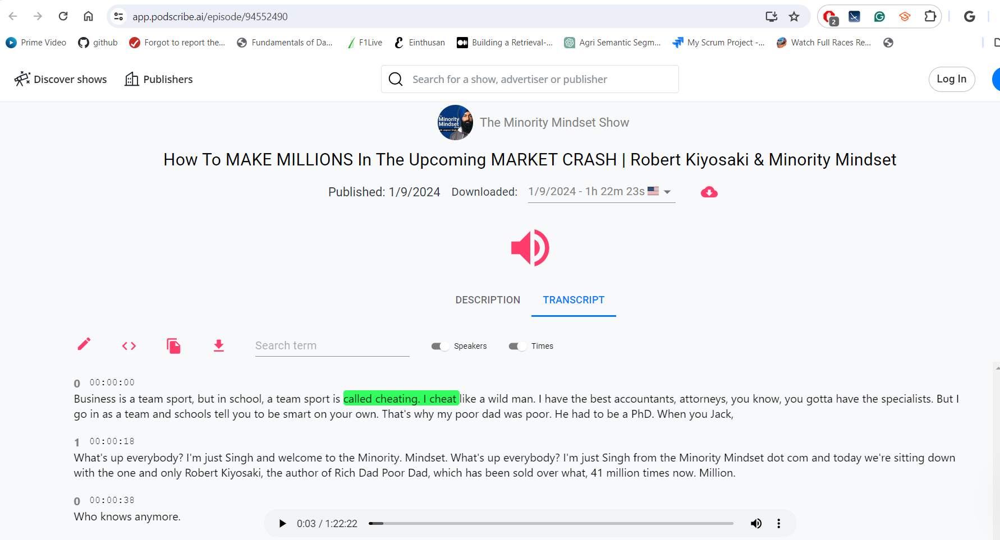 app.podscribe.ai/episode/94552490
2
Prime Video github Forgot to report the... Fundamentals of Da... F1Live Einthusan Building a Retrieval-... Agri Semantic Segm... My Scrum Project -... Watch Full Races Re...
Discover shows Publishers Search for a show, advertiser or publisher Log In
Minority Mindset
The Minority Mindset Show
How To MAKE MILLIONS In The Upcoming MARKET CRASH | Robert Kiyosaki & Minority Mindset
Published: 1/9/2024 Downloaded: 1/9/2024 - 1h 22m 23s
DESCRIPTION TRANSCRIPT
Search term Speakers Times
0 00:00:00
Business is a team sport, but in school, a team sport is called cheating. I cheat like a wild man. I have the best accountants, attorneys, you know, you gotta have the specialists. But I
go in as a team and schools tell you to be smart on your own. That's why my poor dad was poor. He had to be a PhD. When you Jack,
1 00:00:18
What's up everybody? I'm just Singh and welcome to the Minority. Mindset. What's up everybody? I'm just Singh from the Minority Mindset dot com and today we're sitting down
with the one and only Robert Kiyosaki, the author of Rich Dad Poor Dad, which has been sold over what, 41 million times now. Million.
0 00:00:38
Who knows anymore.
0:03 / 1:22:22